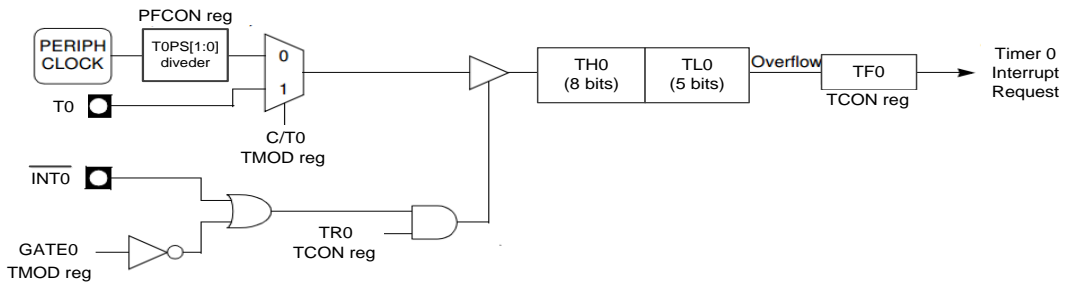 PFCON reg
PERIPH
CLOCK
T0PS[1:0]
diveder
0
1
T0
C/T0
TMOD reg
INT0
GATE0
TMOD reg
TR0
TCON reg
TH0
(8 bits)
TL0
(5 bits)
Overflow
TF0
TCON reg
Timer 0
Interrupt
Request